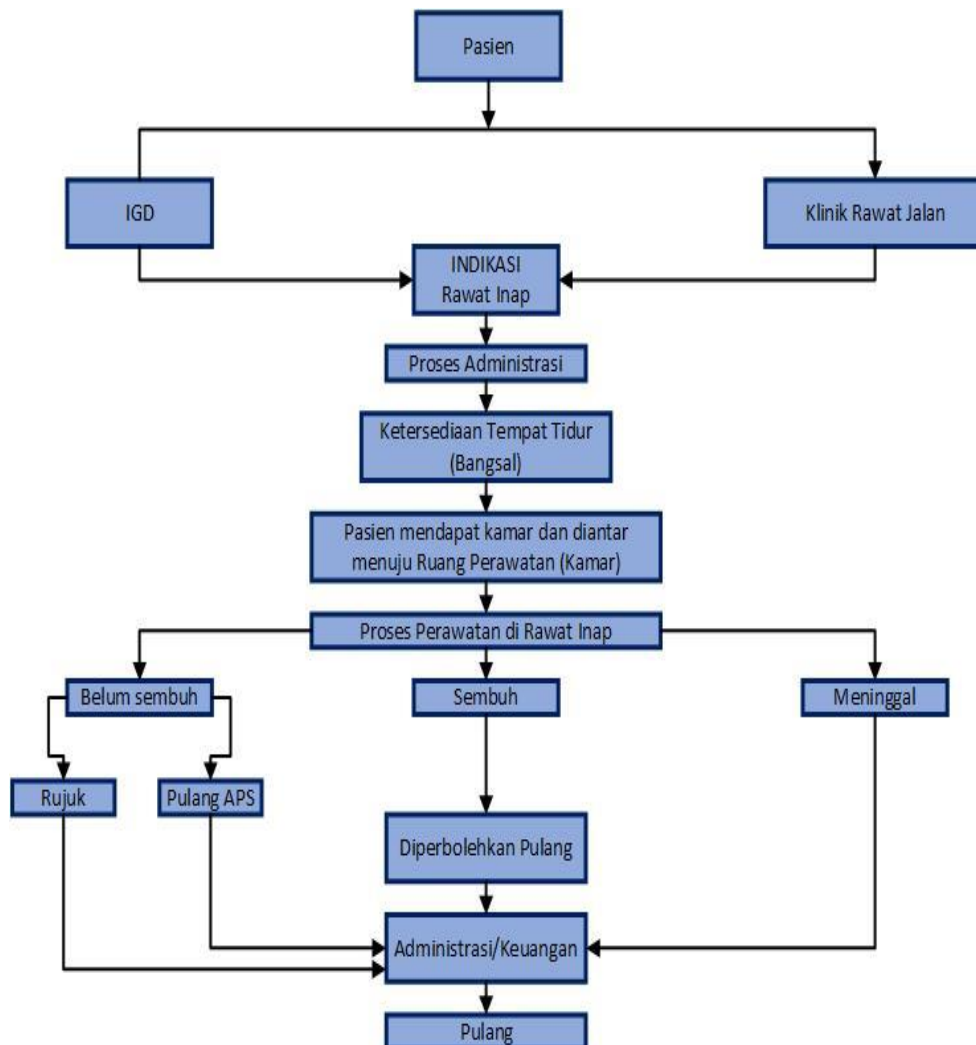 Pasien
IGD
Klinik Rawat Jalan
INDIKASI
Rawat Inap
Proses Administrasi
Ketersediaan Tempat Tidur
(Bangsal)
Pasien mendapat kamar dan diantar
menuju Ruang Perawatan (Kamar)
Proses Perawatan di Rawat Inap
Belum sembuh
Sembuh
Meninggal
Rujuk
Pulang APS
Diperbolehkan Pulang
Administrasi/Keuangan
Pulang